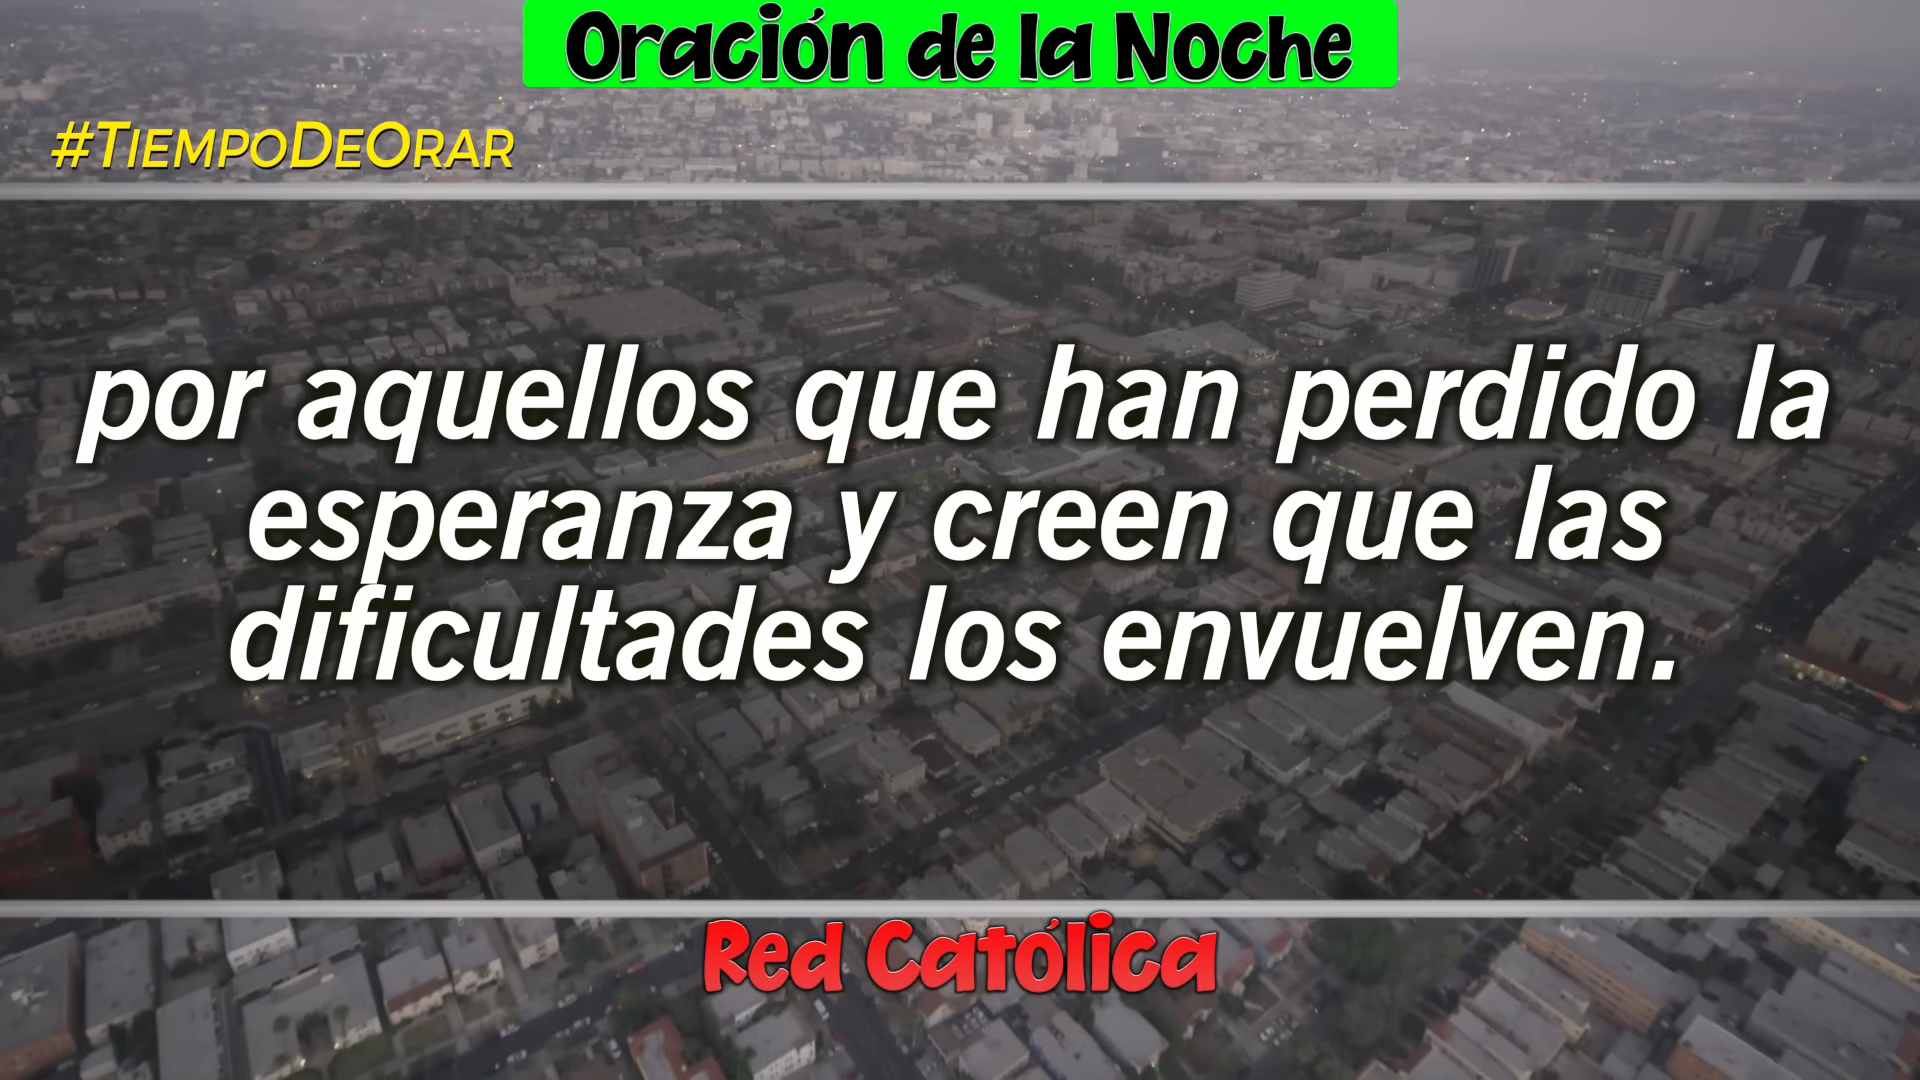 Oración de la Noche
#TiempoDeOrar
por aquellos que han perdido la
esperanza y creen que las
dificultades los envuelven.
Red Católica